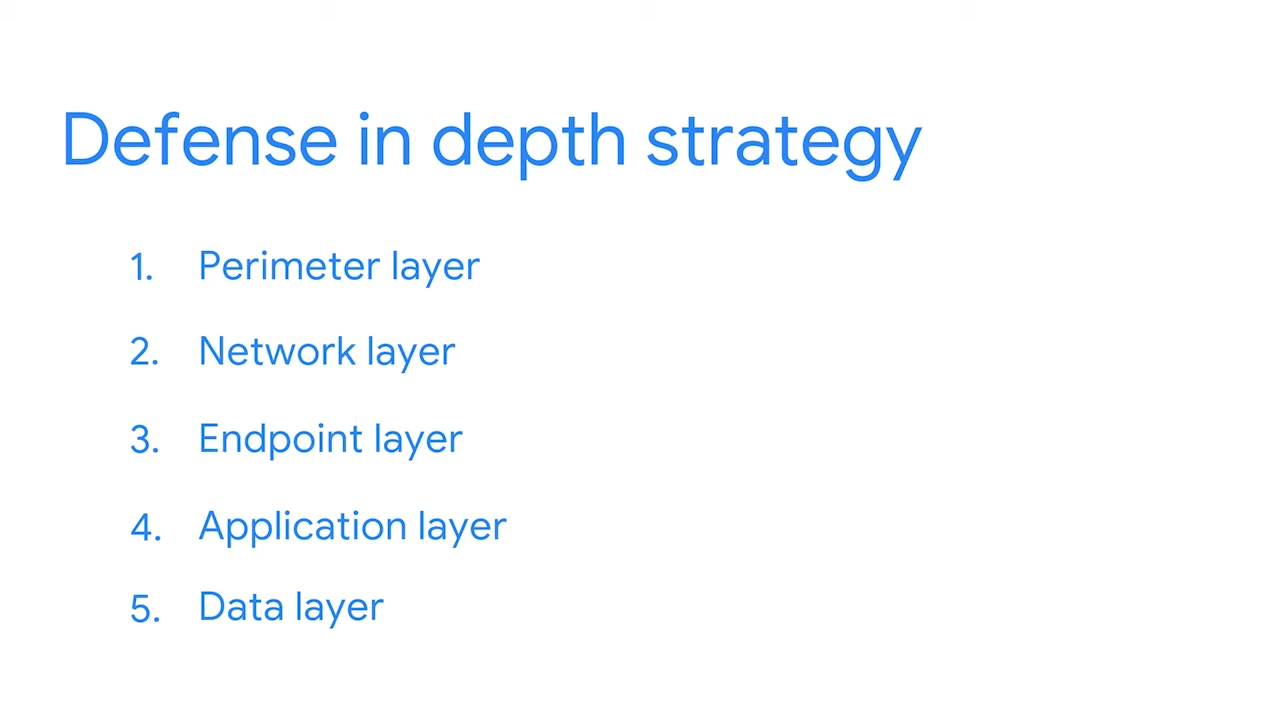 Defense in depth strategy
1. Perimeter layer
2. Network layer
3. Endpoint layer
4. Application layer
5. Data layer